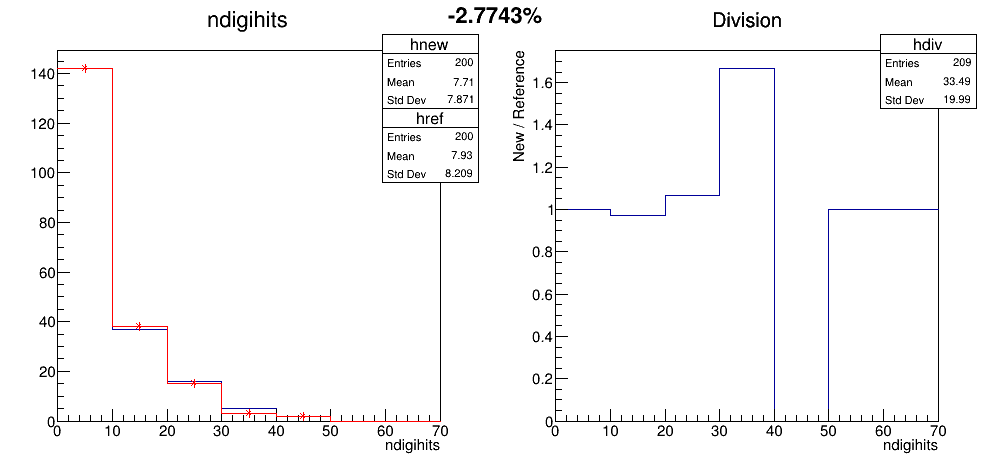 -2.7743%
ndigihits
hnew
Entries 200
Mean 7.71
Std Dev 7.871
href
Entries 200
Mean 7.93
Std Dev 8.209
140
120
100
80
60
40
20
0
0 10 20 30 40 50 60 70
ndigihits
Division
hdiv
Entries 209
Mean 33.49
Std Dev 19.99
New / Reference
1.6
1.4
1.2
1
0.8
0.6
0.4
0.2
0
0 10 20 30 40 50 60 70
ndigihits